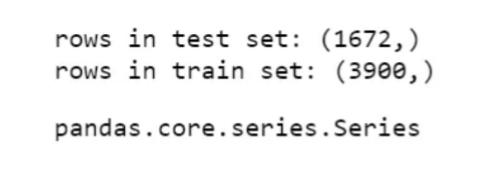 rows in test set: (1672,)
rows in train set: (3900,)
pandas.core.series.Series